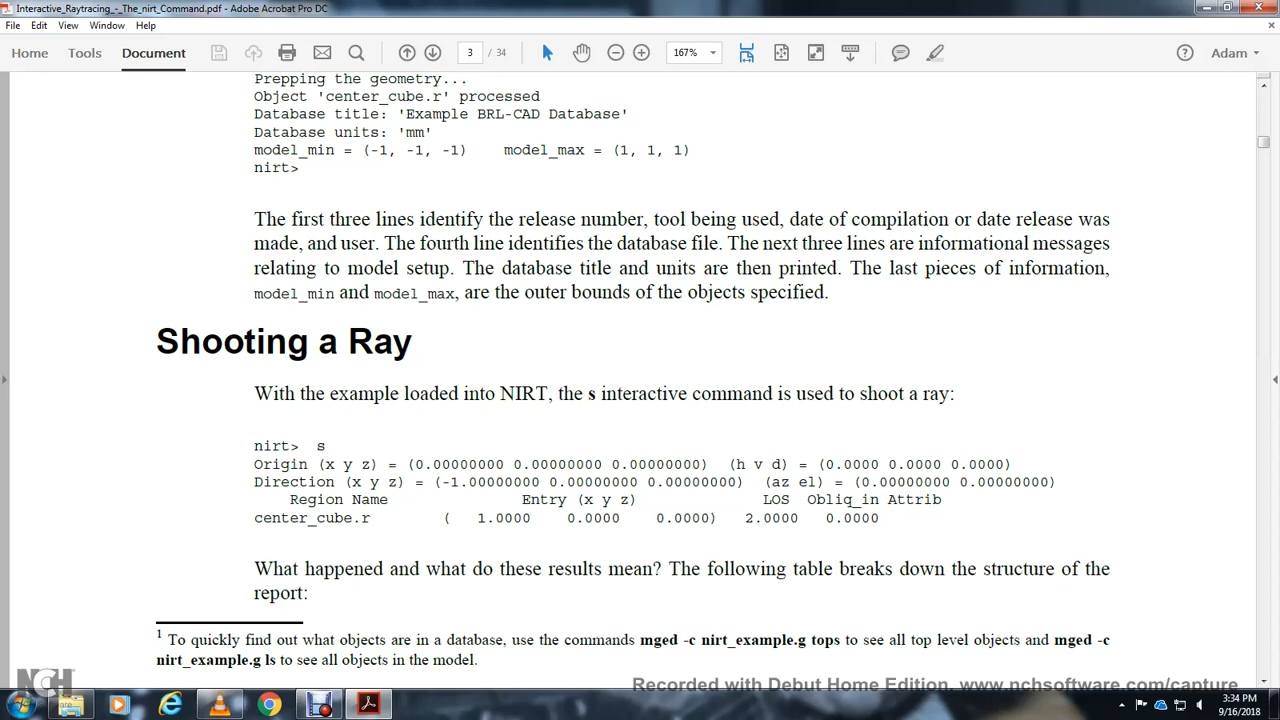 Interactive_Raytracing_-_The_nirt_Command.pdf - Adobe Acrobat Pro DC
File Edit View Window Help
Home Tools Document 3 / 34 167% Adam
Prepping the geometry...
Object 'center_cube.r' processed
Database title: 'Example BRL-CAD Database'
Database units: 'mm'
model_min = (-1, -1, -1) model_max = (1, 1, 1)
nirt>
The first three lines identify the release number, tool being used, date of compilation or date release was
made, and user. The fourth line identifies the database file. The next three lines are informational messages
relating to model setup. The database title and units are then printed. The last pieces of information,
model_min and model_max, are the outer bounds of the objects specified.
Shooting a Ray
With the example loaded into NIRT, the s interactive command is used to shoot a ray:
nirt> s
Origin (x y z) = (0.00000000 0.00000000 0.00000000) (h v d) = (0.0000 0.0000 0.0000)
Direction (x y z) = (-1.00000000 0.00000000 0.00000000) (az el) = (0.00000000 0.00000000)
Region Name Entry (x y z) LOS Obliq_in Attrib
center_cube.r ( 1.0000 0.0000 0.0000) 2.0000 0.0000
What happened and what do these results mean? The following table breaks down the structure of the
report:
1 To quickly find out what objects are in a database, use the commands mged -c nirt_example.g tops to see all top level objects and mged -c
nirt_example.g ls to see all objects in the model.
NCH
Recorded with Debut Home Edition. www.nchsoftware.com/capture
3:34 PM
9/16/2018